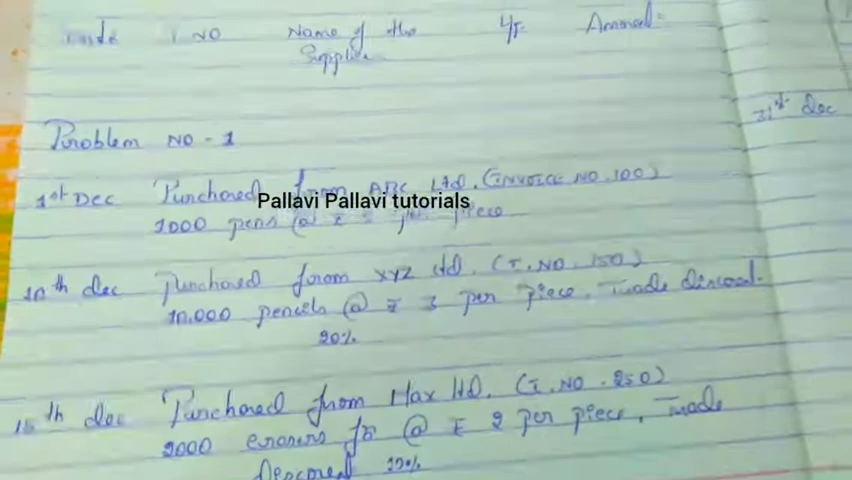 NO Name of the L/F Amount
Supplier
31st Dec
Problem NO - 1
1st Dec Purchased from ABC Ltd. (Invoice NO. 100)
Pallavi Pallavi tutorials
1000 pens @ ₹ 5 per piece
10th dec Purchased from XYZ ltd. (I. NO. 150)
10,000 pencils @ ₹ 3 per piece. Trade discount.
20%
15th dec Purchased from Max ltd. (I. NO. 250)
2000 erasers @ ₹ 2 per piece, Trade
Discount